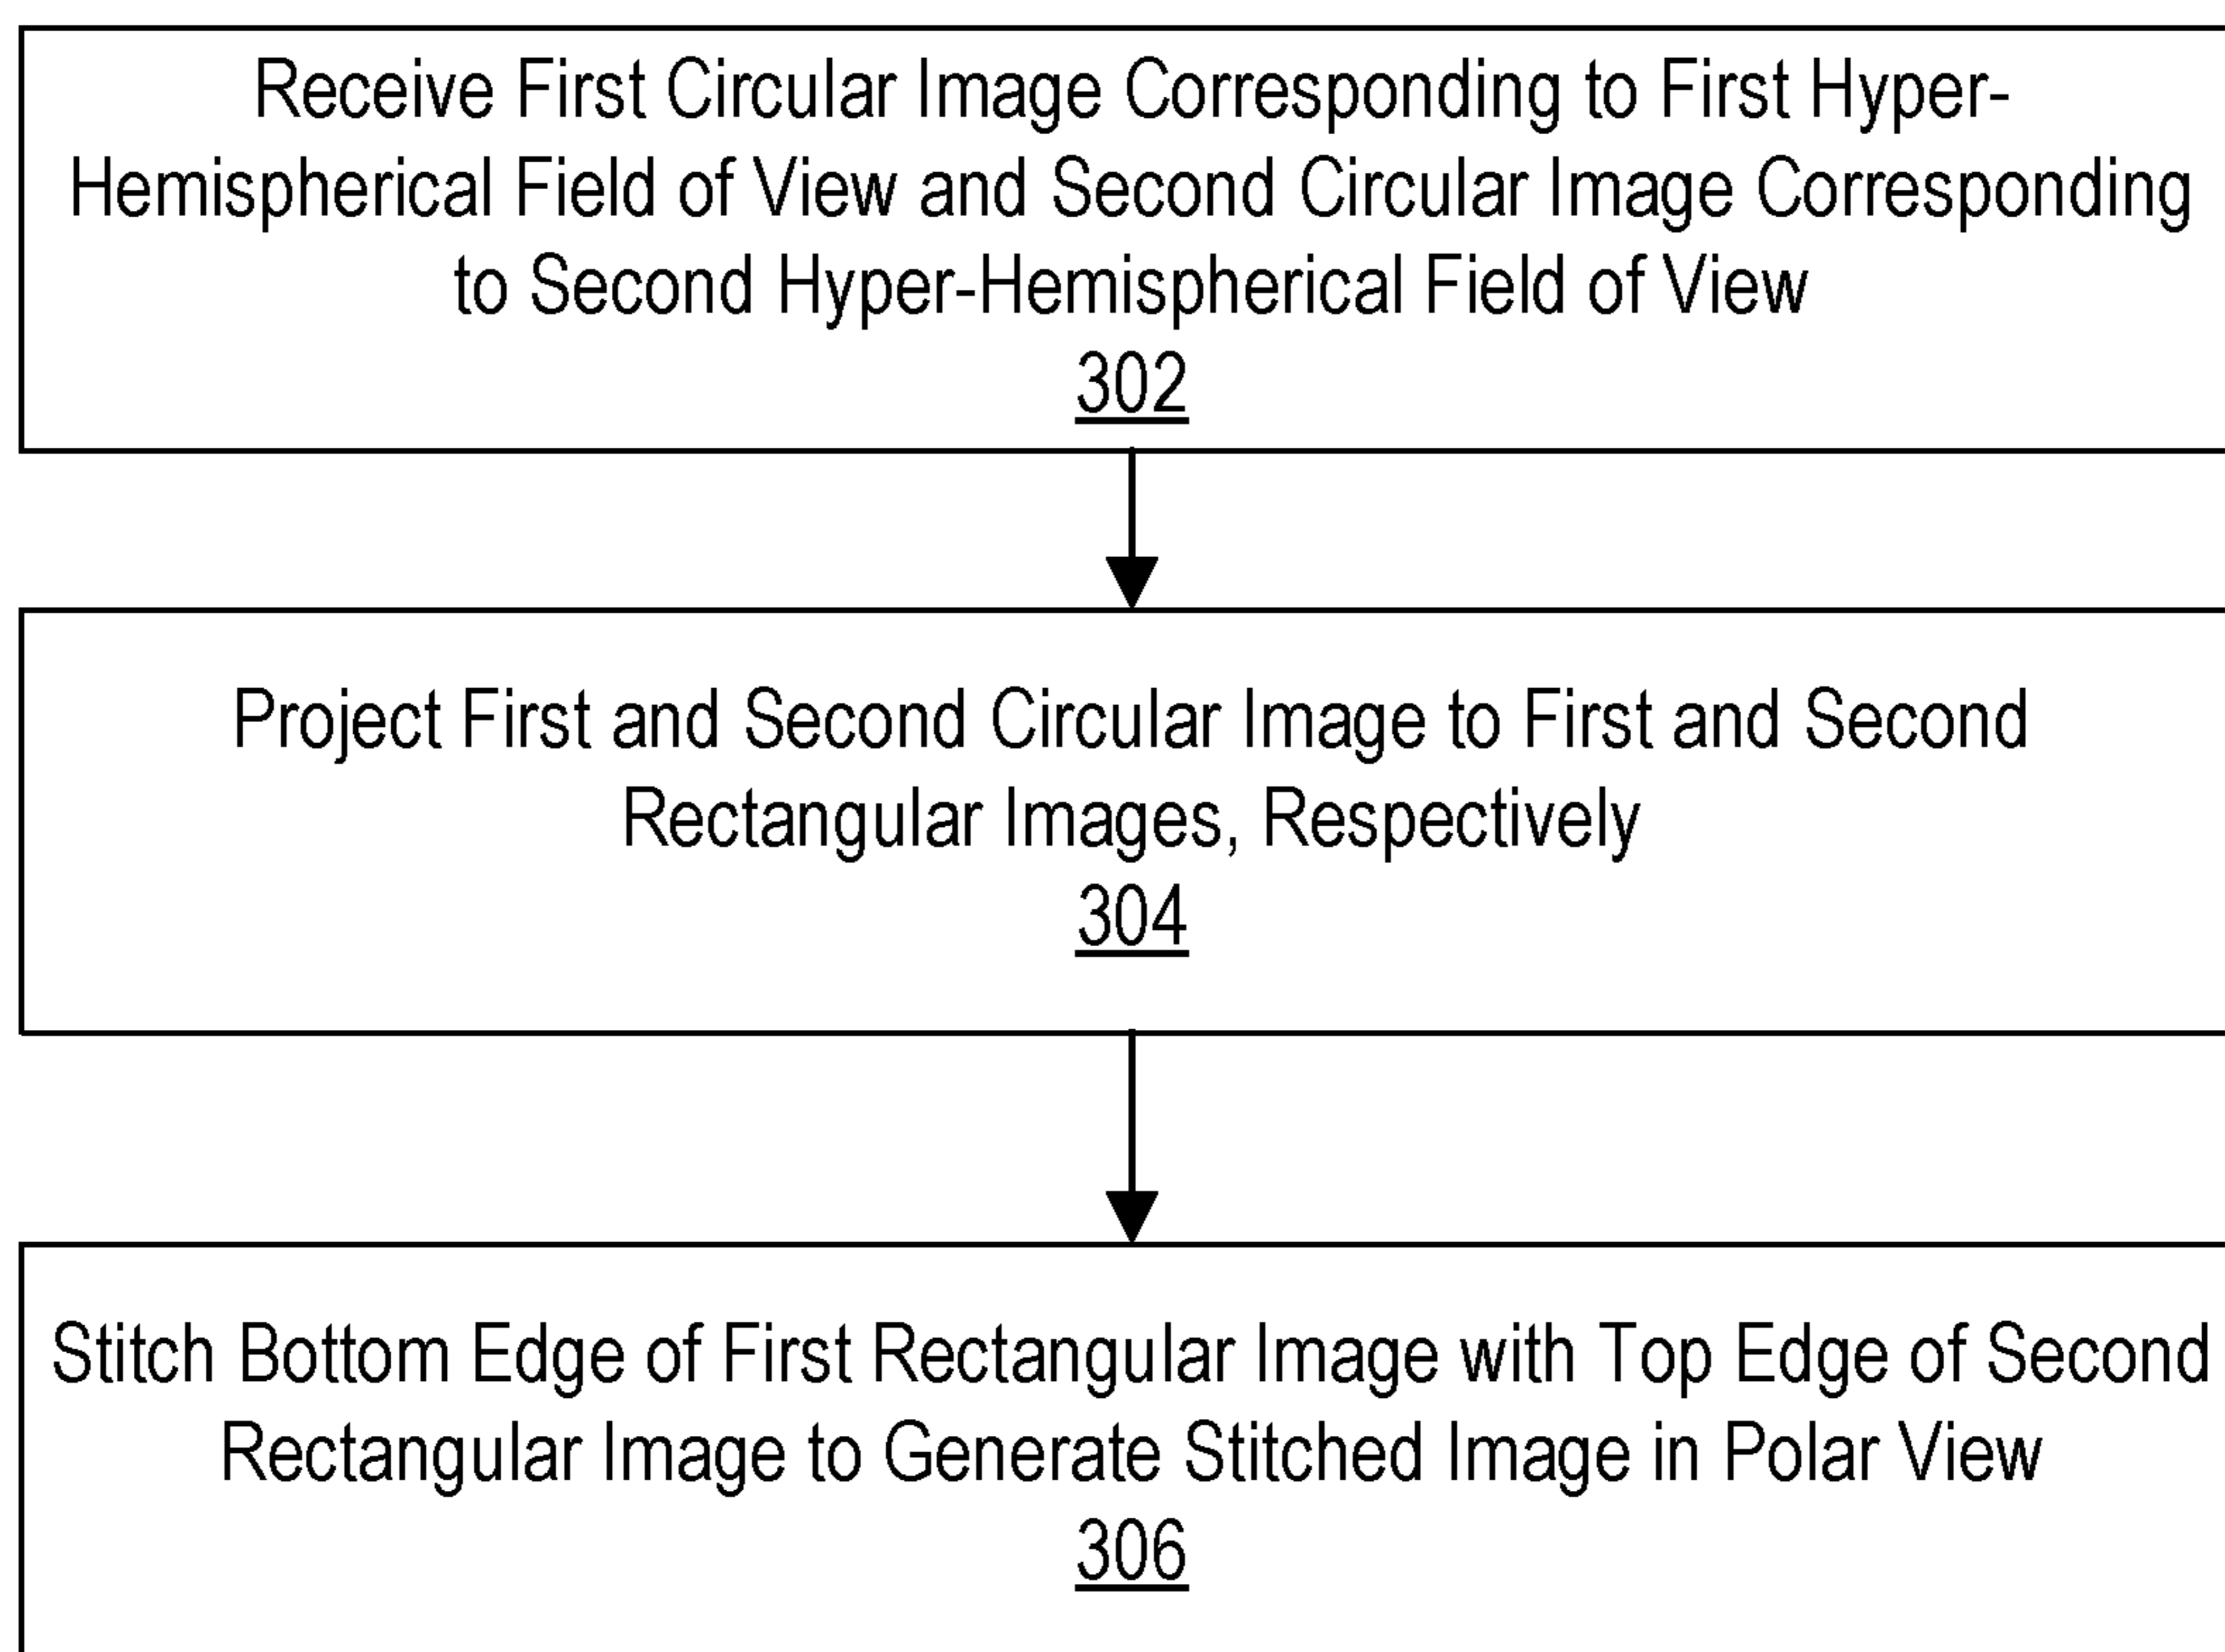 Receive First Circular Image Corresponding to First Hyper-
Hemispherical Field of View and Second Circular Image Corresponding
to Second Hyper-Hemispherical Field of View
302
Project First and Second Circular Image to First and Second
Rectangular Images, Respectively
304
Stitch Bottom Edge of First Rectangular Image with Top Edge of Second
Rectangular Image to Generate Stitched Image in Polar View
306